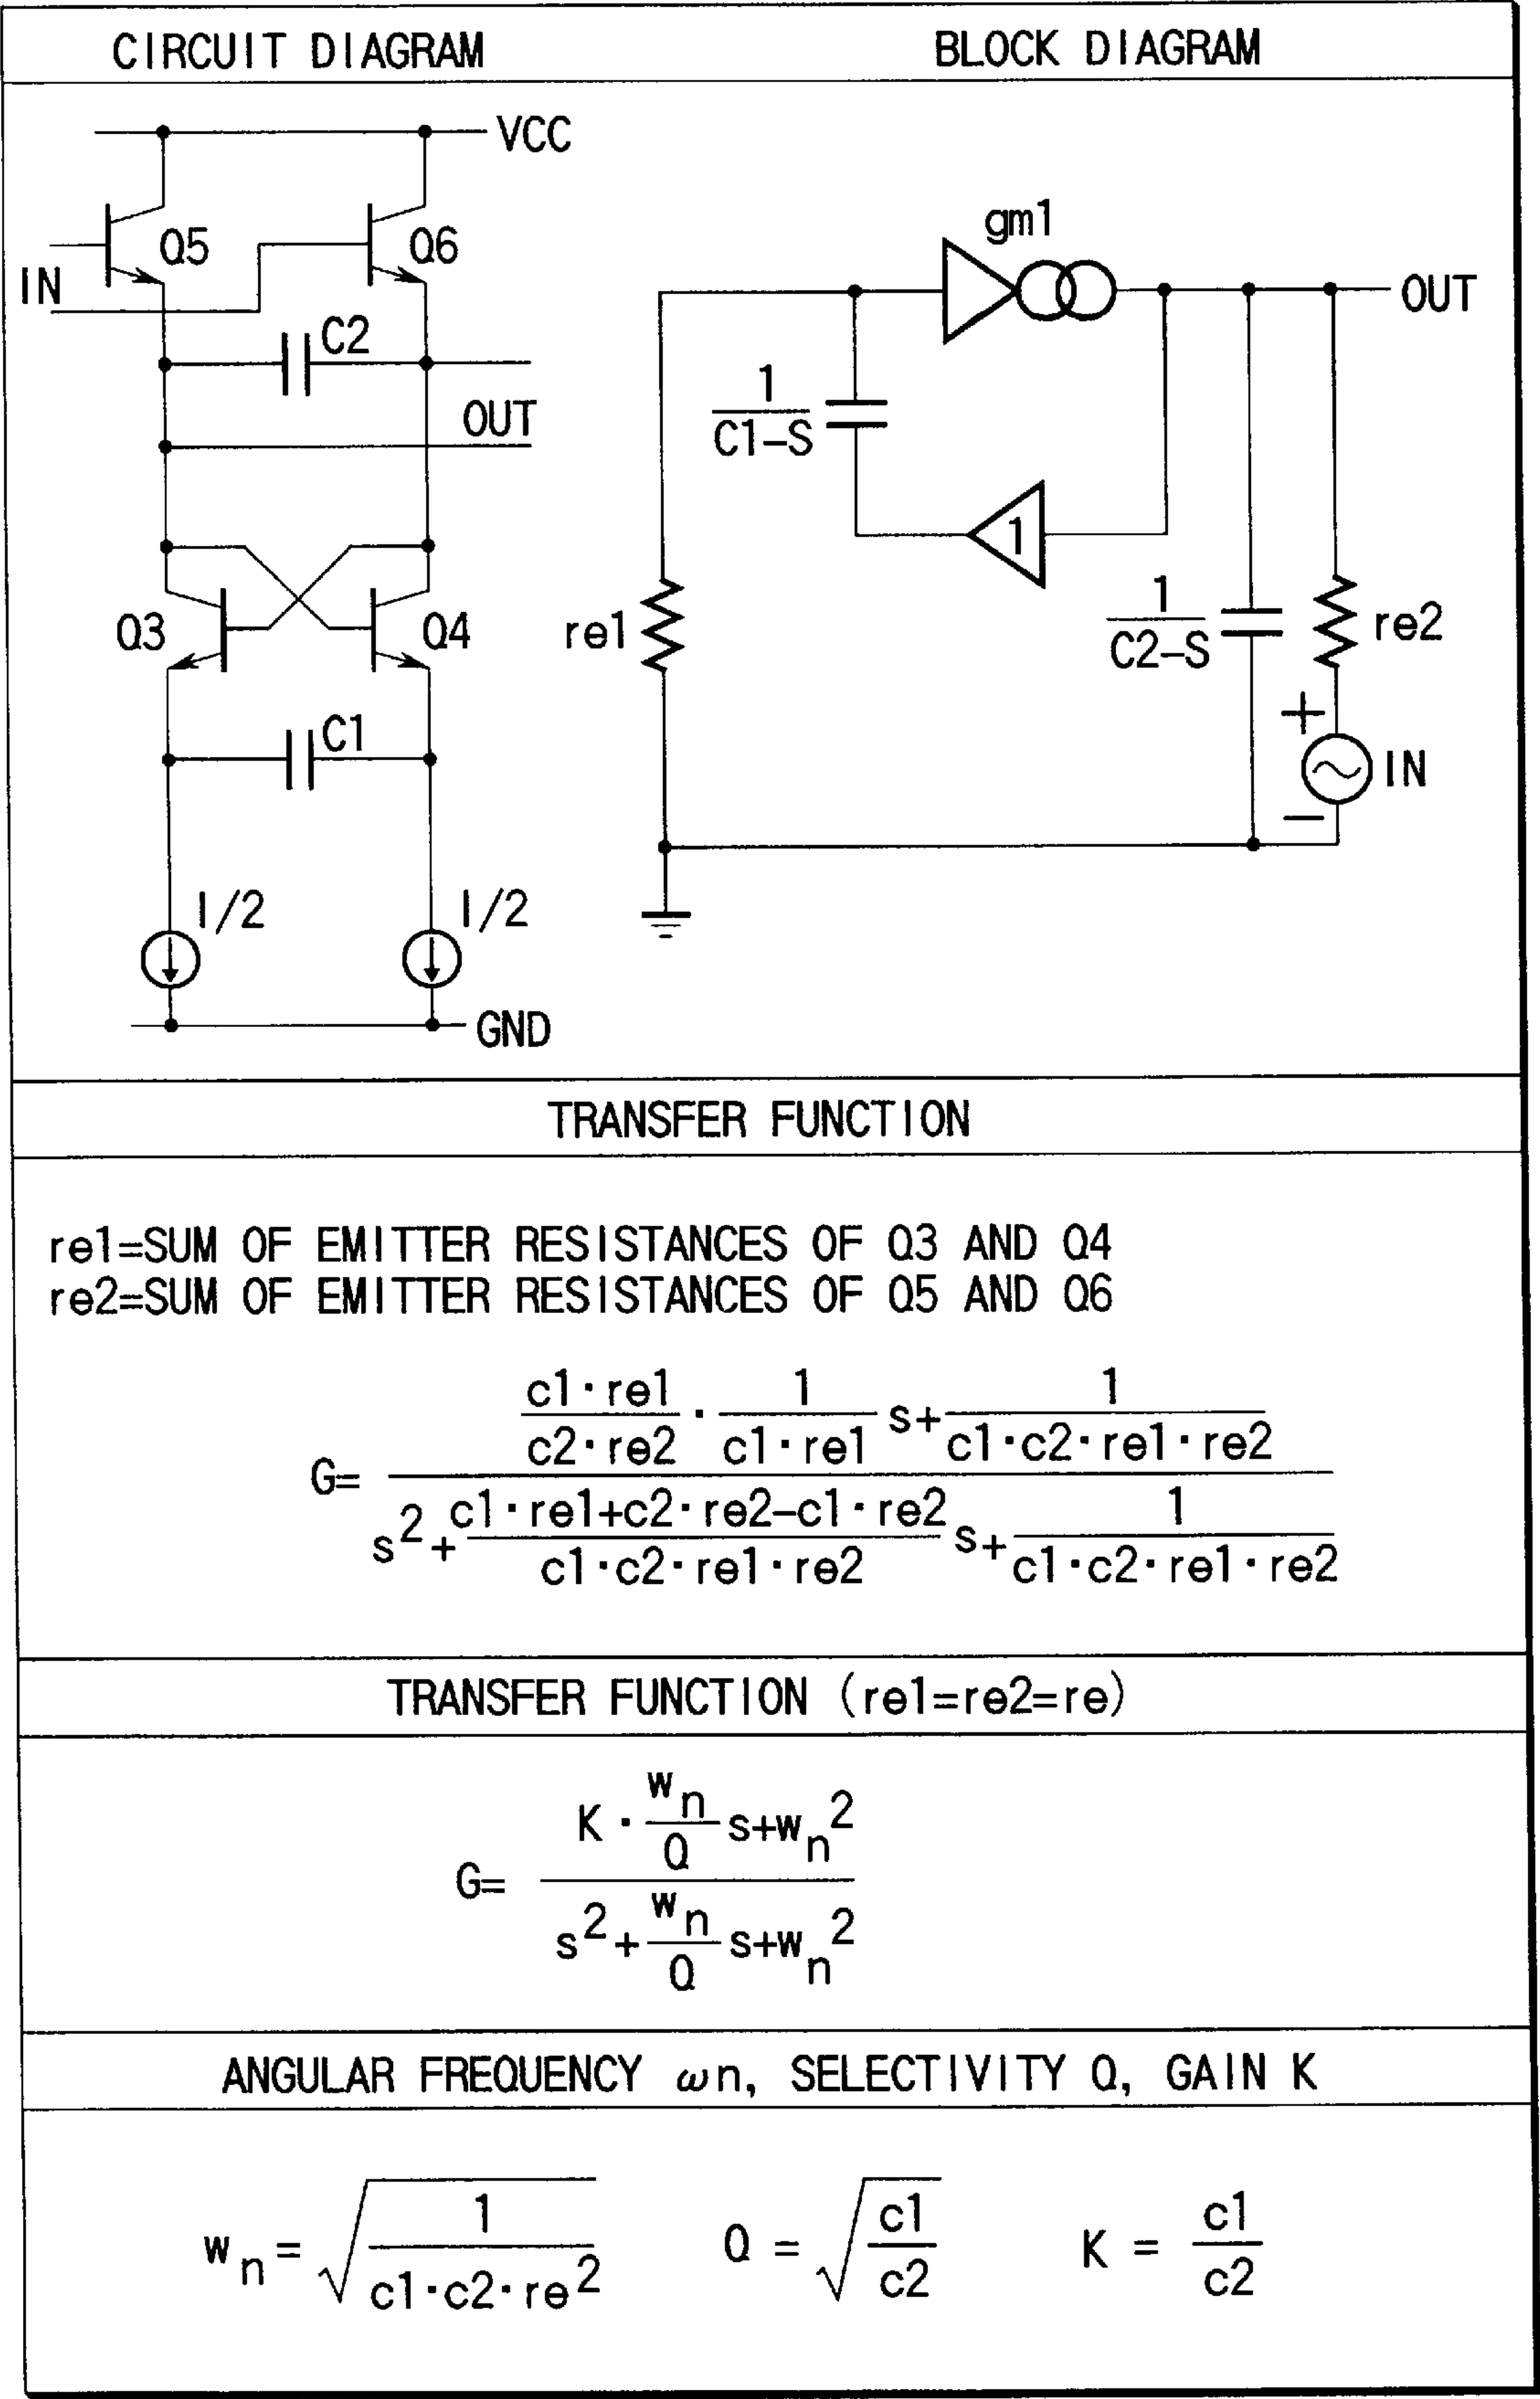 CIRCUIT DIAGRAM
BLOCK DIAGRAM
VCC
Q5
Q6
IN
C2
OUT
Q3
Q4
C1
I/2
I/2
GND
gm1
OUT
1
C1-S
1
re1
1
C2-S
re2
+
IN
−
TRANSFER FUNCTION
re1=SUM OF EMITTER RESISTANCES OF Q3 AND Q4
re2=SUM OF EMITTER RESISTANCES OF Q5 AND Q6
G= (c1·re1/c2·re2 · 1/c1·re1 s+ 1/c1·c2·re1·re2) / (s²+ c1·re1+c2·re2-c1·re2/c1·c2·re1·re2 s+ 1/c1·c2·re1·re2)
TRANSFER FUNCTION (re1=re2=re)
G= (K · wn/Q s+wn²) / (s²+ wn/Q s+wn²)
ANGULAR FREQUENCY ωn, SELECTIVITY Q, GAIN K
wn = √(1/c1·c2·re²) Q = √(c1/c2) K = c1/c2